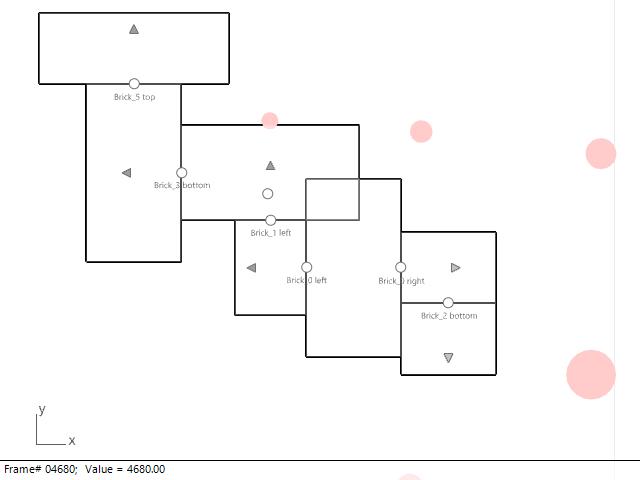 Brick_5 top
Brick_3 bottom
Brick_1 left
Brick_0 left
Brick_0 right
Brick_2 bottom
y
x
Frame# 04680; Value = 4680.00